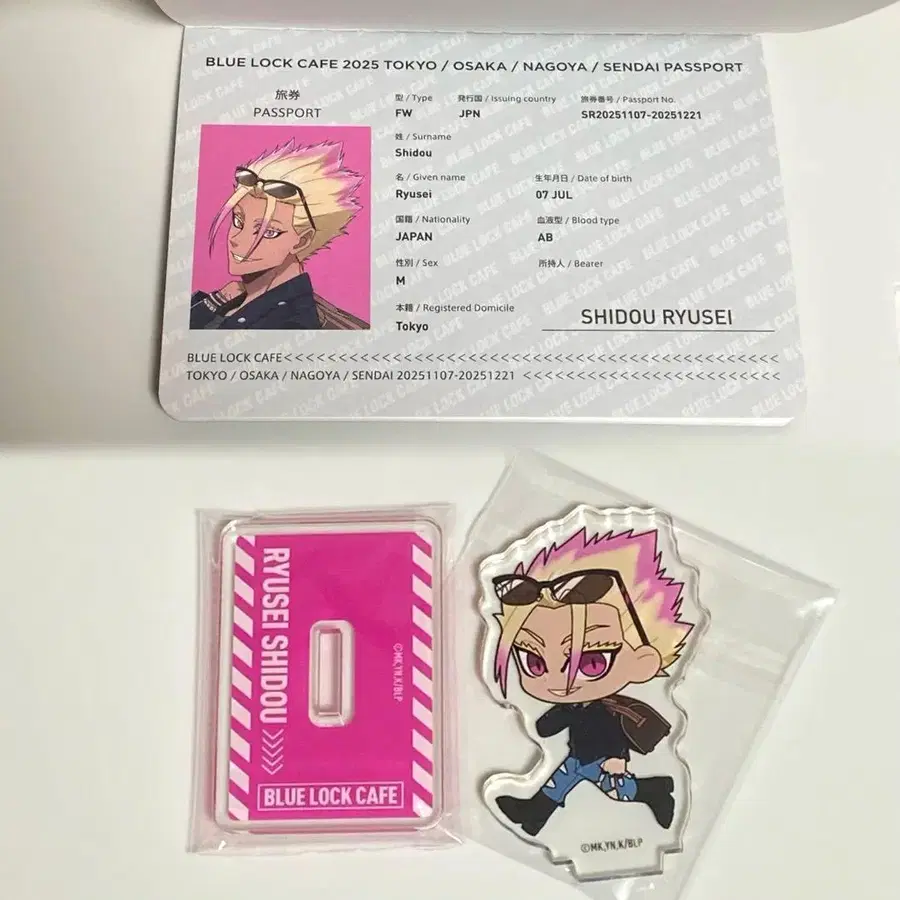 BLUE LOCK CAFE 2025 TOKYO / OSAKA / NAGOYA / SENDAI PASSPORT
旅券
PASSPORT
型 / Type
FW
発行国 / Issuing country
JPN
旅券番号 / Passport No.
SR20251107-20251221
姓 / Surname
Shidou
名 / Given name
Ryusei
生年月日 / Date of birth
07 JUL
国籍 / Nationality
JAPAN
血液型 / Blood type
AB
性別 / Sex
M
所持人 / Bearer
本籍 / Registered Domicile
Tokyo
SHIDOU RYUSEI
BLUE LOCK CAFE<<<<<<<<<<<<<<<<<<<<<<<<<<<<<<<<<<<<<
TOKYO / OSAKA / NAGOYA / SENDAI 20251107-20251221 <<<<<<<<<<<<<<<<<<<
RYUSEI SHIDOU
©MK,YN,K/BLP
BLUE LOCK CAFE
©MK,YN,K/BLP